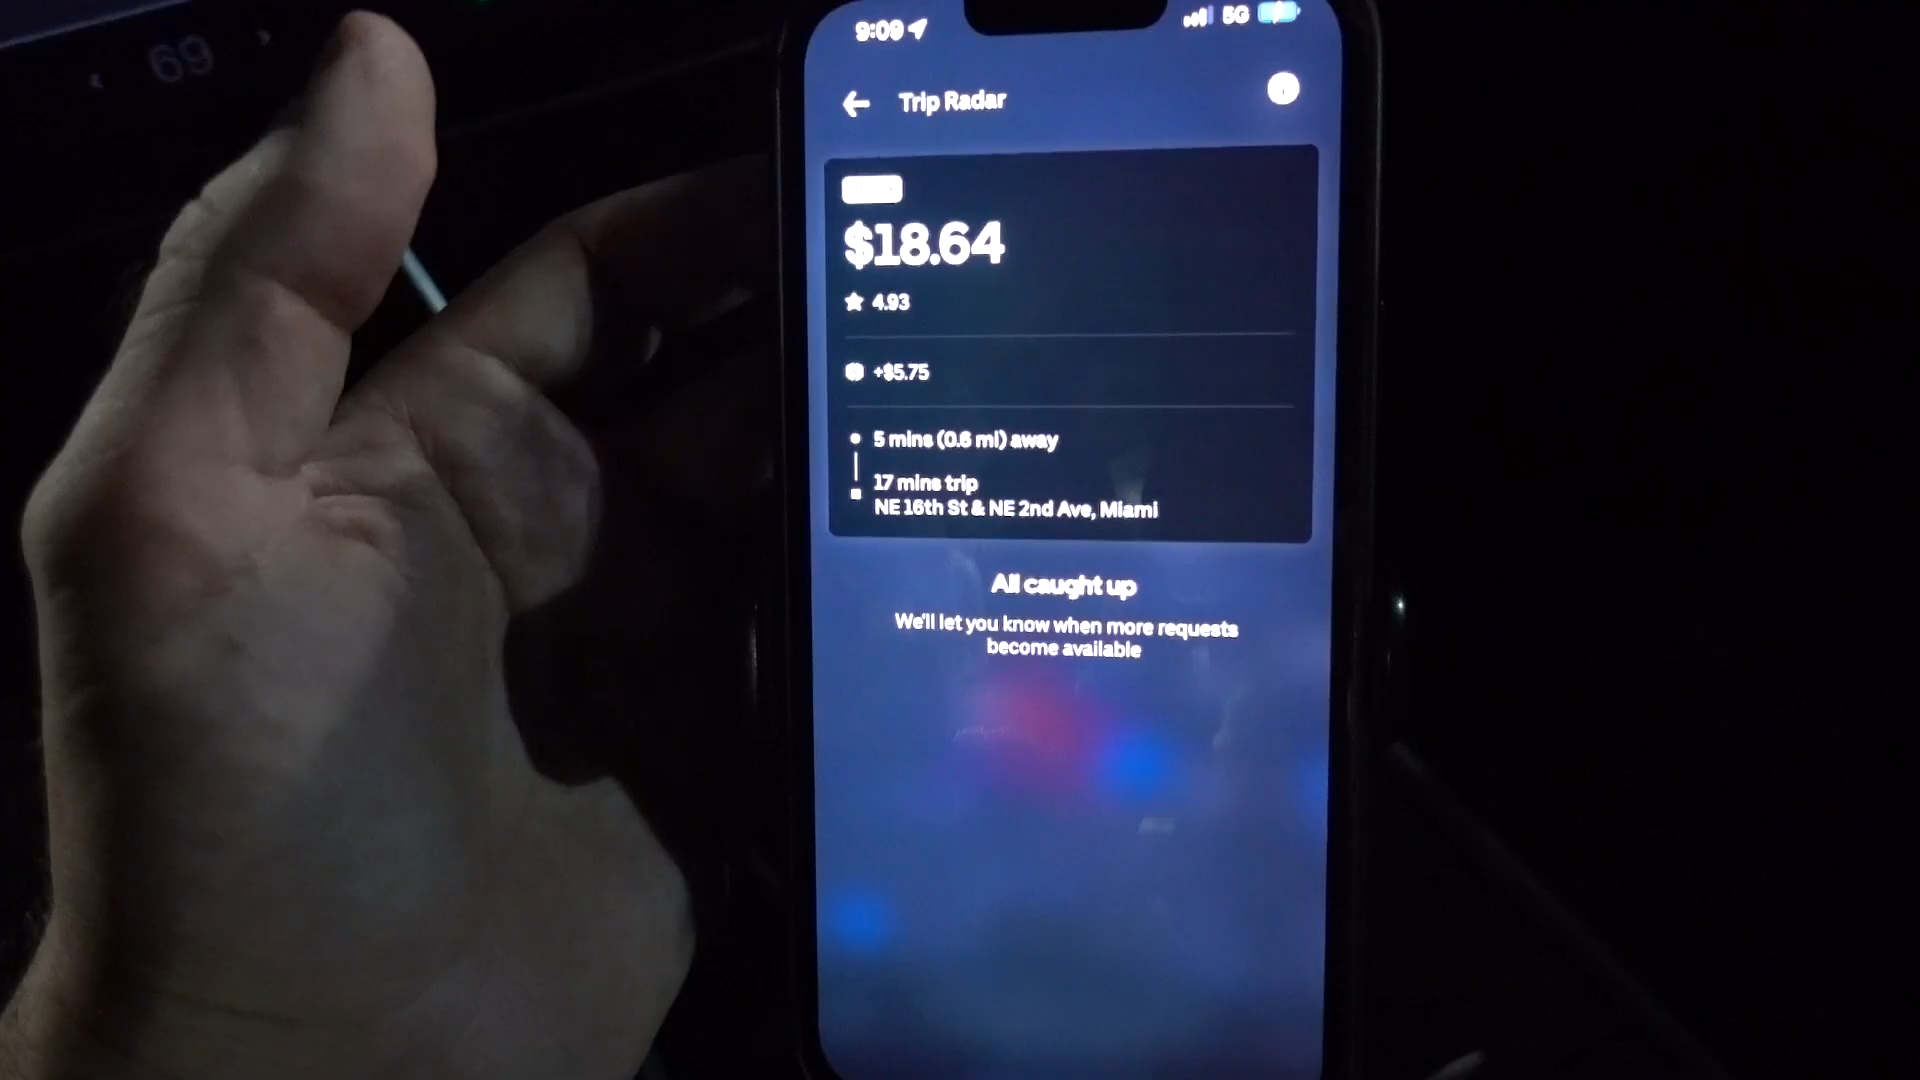 69
9:09
5G
Trip Radar
$18.64
4.93
+$5.75
5 mins (0.6 mi) away
17 mins trip
NE 16th St & NE 2nd Ave, Miami
All caught up
We'll let you know when more requests
become available